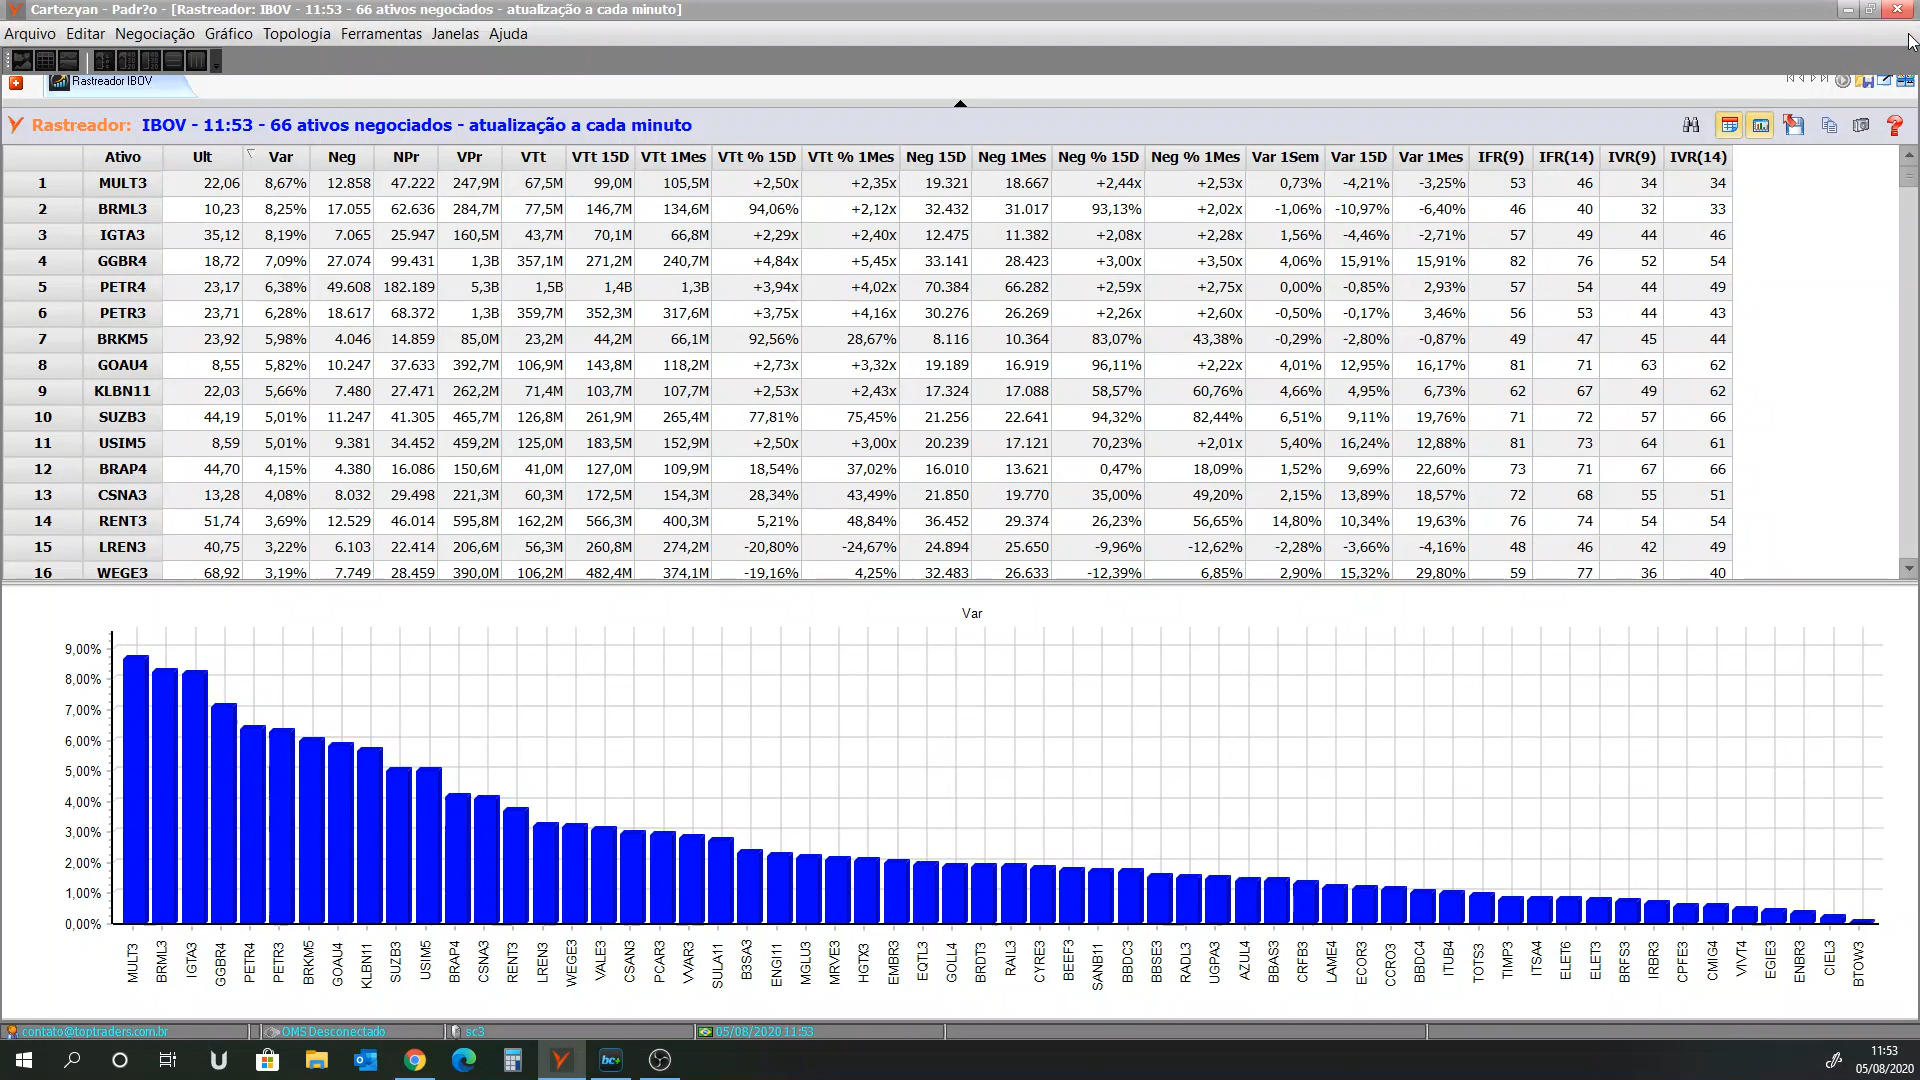 Cartezyan - Padr?o - [Rastreador: IBOV - 11:53 - 66 ativos negociados - atualização a cada minuto]
Arquivo Editar Negociação Gráfico Topologia Ferramentas Janelas Ajuda
Rastreador IBOV
Rastreador: IBOV - 11:53 - 66 ativos negociados - atualização a cada minuto
Ativo Ult Var Neg NPr VPr VTt VTt 15D VTt 1Mes VTt % 15D VTt % 1Mes Neg 15D Neg 1Mes Neg % 15D Neg % 1Mes Var 1Sem Var 15D Var 1Mes IFR(9) IFR(14) IVR(9) IVR(14)
1 MULT3 22,06 8,67% 12.858 47.222 247,9M 67,5M 99,0M 105,5M +2,50x +2,35x 19.321 18.667 +2,44x +2,53x 0,73% -4,21% -3,25% 53 46 34 34
2 BRML3 10,23 8,25% 17.055 62.636 284,7M 77,5M 146,7M 134,6M 94,06% +2,12x 32.432 31.017 93,13% +2,02x -1,06% -10,97% -6,40% 46 40 32 33
3 IGTA3 35,12 8,19% 7.065 25.947 160,5M 43,7M 70,1M 66,8M +2,29x +2,40x 12.475 11.382 +2,08x +2,28x 1,56% -4,46% -2,71% 57 49 44 46
4 GGBR4 18,72 7,09% 27.074 99.431 1,3B 357,1M 271,2M 240,7M +4,84x +5,45x 33.141 28.423 +3,00x +3,50x 4,06% 15,91% 15,91% 82 76 52 54
5 PETR4 23,17 6,38% 49.608 182.189 5,3B 1,5B 1,4B 1,3B +3,94x +4,02x 70.384 66.282 +2,59x +2,75x 0,00% -0,85% 2,93% 57 54 44 49
6 PETR3 23,71 6,28% 18.617 68.372 1,3B 359,7M 352,3M 317,6M +3,75x +4,16x 30.276 26.269 +2,26x +2,60x -0,50% -0,17% 3,46% 56 53 44 43
7 BRKM5 23,92 5,98% 4.046 14.859 85,0M 23,2M 44,2M 66,1M 92,56% 28,67% 8.116 10.364 83,07% 43,38% -0,29% -2,80% -0,87% 49 47 45 44
8 GOAU4 8,55 5,82% 10.247 37.633 392,7M 106,9M 143,8M 118,2M +2,73x +3,32x 19.189 16.919 96,11% +2,22x 4,01% 12,95% 16,17% 81 71 63 62
9 KLBN11 22,03 5,66% 7.480 27.471 262,2M 71,4M 103,7M 107,7M +2,53x +2,43x 17.324 17.088 58,57% 60,76% 4,66% 4,95% 6,73% 62 67 49 62
10 SUZB3 44,19 5,01% 11.247 41.305 465,7M 126,8M 261,9M 265,4M 77,81% 75,45% 21.256 22.641 94,32% 82,44% 6,51% 9,11% 19,76% 71 72 57 66
11 USIM5 8,59 5,01% 9.381 34.452 459,2M 125,0M 183,5M 152,9M +2,50x +3,00x 20.239 17.121 70,23% +2,01x 5,40% 16,24% 12,88% 81 73 64 61
12 BRAP4 44,70 4,15% 4.380 16.086 150,6M 41,0M 127,0M 109,9M 18,54% 37,02% 16.010 13.621 0,47% 18,09% 1,52% 9,69% 22,60% 73 71 67 66
13 CSNA3 13,28 4,08% 8.032 29.498 221,3M 60,3M 172,5M 154,3M 28,34% 43,49% 21.850 19.770 35,00% 49,20% 2,15% 13,89% 18,57% 72 68 55 51
14 RENT3 51,74 3,69% 12.529 46.014 595,8M 162,2M 566,3M 400,3M 5,21% 48,84% 36.452 29.374 26,23% 56,65% 14,80% 10,34% 19,63% 76 74 54 54
15 LREN3 40,75 3,22% 6.103 22.414 206,6M 56,3M 260,8M 274,2M -20,80% -24,67% 24.894 25.650 -9,96% -12,62% -2,28% -3,66% -4,16% 48 46 42 49
16 WEGE3 68,92 3,19% 7.749 28.459 390,0M 106,2M 482,4M 374,1M -19,16% 4,25% 32.483 26.633 -12,39% 6,85% 2,90% 15,32% 29,80% 59 77 36 40
Var
9,00%
8,00%
7,00%
6,00%
5,00%
4,00%
3,00%
2,00%
1,00%
0,00%
MULT3 BRML3 IGTA3 GGBR4 PETR4 PETR3 BRKM5 GOAU4 KLBN11 SUZB3 USIM5 BRAP4 CSNA3 RENT3 LREN3 WEGE3 VALE3 CSAN3 PCAR3 VVAR3 SULA11 B3SA3 ENGI11 MGLU3 MRVE3 HGTX3 EMBR3 EQTL3 GOLL4 BRDT3 RAIL3 CYRE3 BEEF3 SANB11 BBDC3 BBSE3 RADL3 UGPA3 AZUL4 BBAS3 CRFB3 LAME4 ECOR3 CCRO3 BBDC4 ITUB4 TOTS3 TIMP3 ITSA4 ELET6 ELET3 BRFS3 IRBR3 CPFE3 CMIG4 VIVT4 EGIE3 ENBR3 CIEL3 BTOW3
contato@toptraders.com.br OMS Desconectado sc3 05/08/2020 11:53
bc+
11:53
05/08/2020